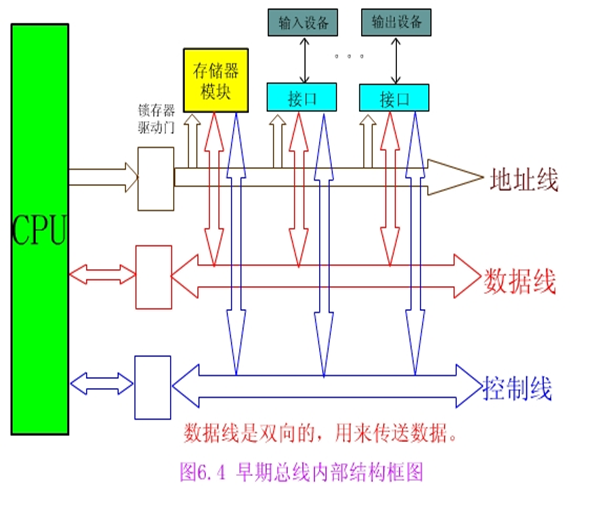 输入设备
输出设备
存储器
模块
接口
接口
锁存器
驱动门
地址线
CPU
数据线
控制线
数据线是双向的，用来传送数据。
图6.4 早期总线内部结构框图